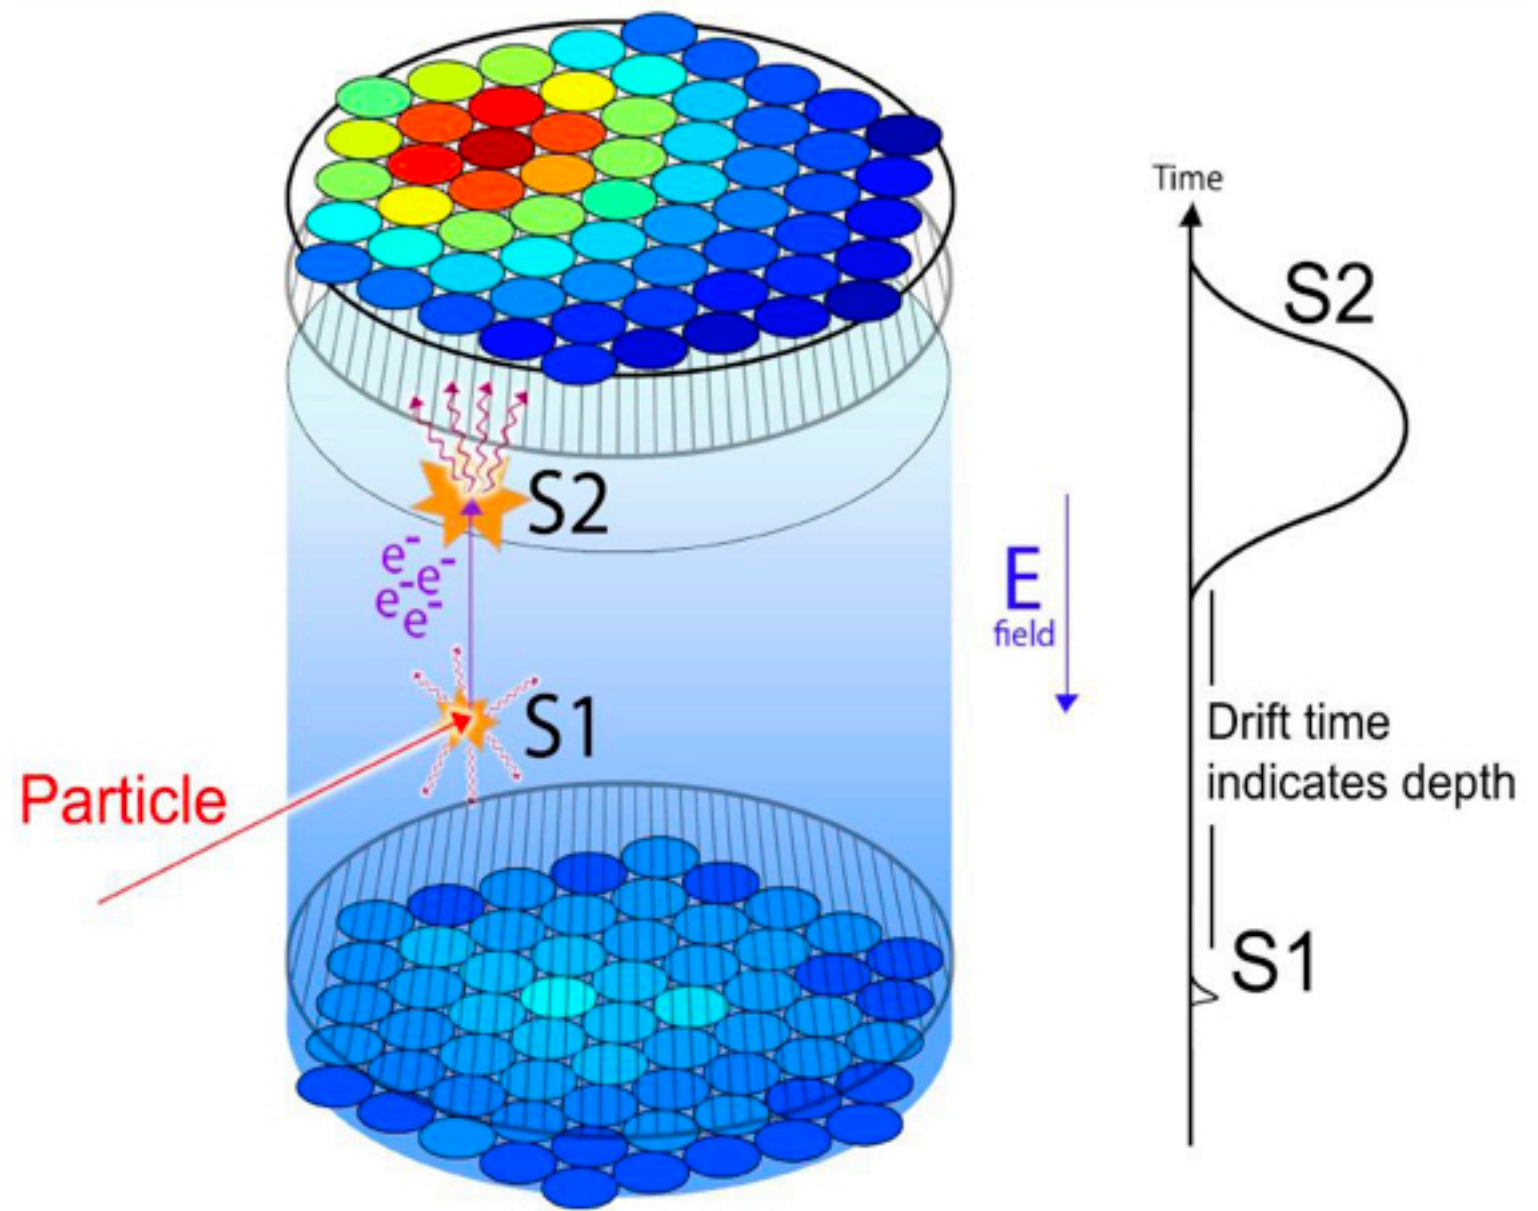 Time
S2
S2
e-
e-
e-
e-
E
field
S1
Drift time
indicates depth
Particle
S1